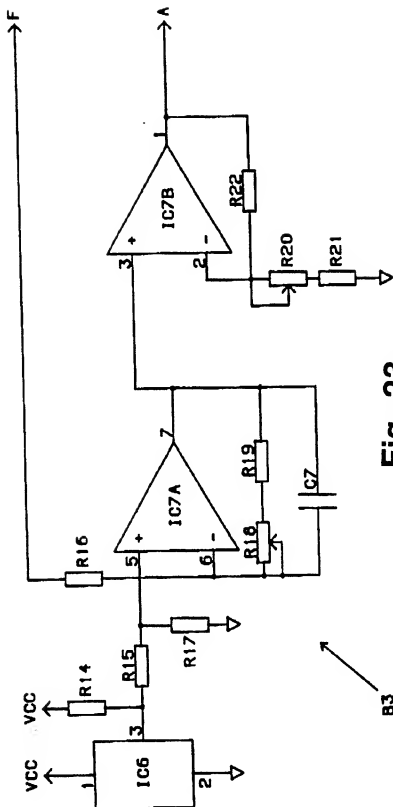 F
A
1
IC7B
R22
+
-
3
2
R20
R21
7
IC7A
R19
C7
R18
+
-
5
6
R16
R17
R15
R14
VCC
VCC
3
1
IC6
2
B3
Fig.